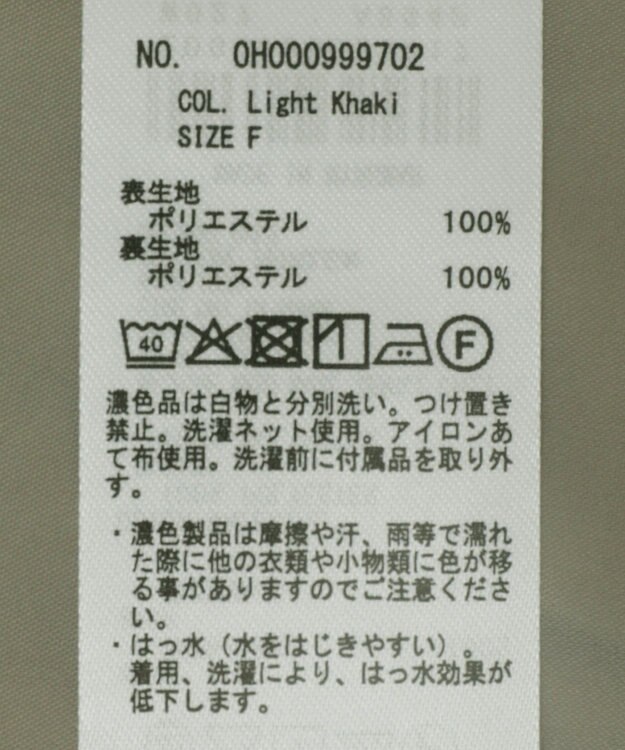 NO. 0H000999702
COL. Light Khaki
SIZE F
表生地
ポリエステル 100%
裏生地
ポリエステル 100%
40 F
濃色品は白物と分別洗い。つけ置き
禁止。洗濯ネット使用。アイロンあ
て布使用。洗濯前に付属品を取り外
す。
・濃色製品は摩擦や汗、雨等で濡れ
た際に他の衣類や小物類に色が移
る事がありますのでご注意くださ
い。
・はっ水（水をはじきやすい）。
着用、洗濯により、はっ水効果が
低下します。